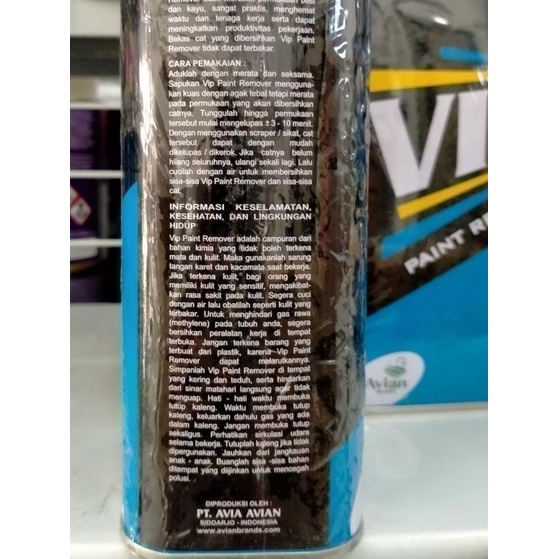 dan kayu, sangat praktis, menghemat
waktu dan tenaga kerja serta dapat
meningkatkan produktivitas pekerjaan.
Bekas cat yang dibersihkan Vip Paint
Remover tidak dapat terbakar.
CARA PEMAKAIAN :
Aduklah dengan merata dan seksama.
Sapukan Vip Paint Remover mengguna-
kan kuas dengan agak tebal tetapi merata
pada permukaan yang akan dibersihkan
catnya. Tunggulah hingga permukaan
tersebut mulai mengelupas ± 3 - 10 menit.
Dengan menggunakan scraper / sikat, cat
tersebut dapat dengan mudah
dikelupas / dikerok. Jika catnya belum
hilang seluruhnya, ulangi sekali lagi. Lalu
cucilah dengan air untuk membersihkan
sisa-sisa Vip Paint Remover dan sisa-sisa
cat.
INFORMASI KESELAMATAN,
KESEHATAN, DAN LINGKUNGAN
HIDUP
Vip Paint Remover adalah campuran dari
bahan kimia yang tidak boleh terkena
mata dan kulit. Maka gunakanlah sarung
tangan karet dan kacamata saat bekerja.
Jika terkena kulit, bagi orang yang
memiliki kulit yang sensitif, mengakibat-
kan rasa sakit pada kulit. Segera cuci
dengan air lalu obatilah seperti kulit yang
terbakar. Untuk menghindari gas rawa
(methylene) pada tubuh anda, segera
bersihkan peralatan kerja di tempat
terbuka. Jangan terkena barang yang
terbuat dari plastik, karena Vip Paint
Remover dapat melarutkannya.
Simpanlah Vip Paint Remover di tempat
yang kering dan teduh, serta hindarkan
dari sinar matahari langsung agar tidak
menguap. Hati - hati waktu membuka
tutup kaleng. Waktu membuka tutup
kaleng, keluarkan dahulu gas yang ada
dalam kaleng. Jangan membuka tutup
sekaligus. Perhatikan sirkulasi udara
selama bekerja. Tutuplah kaleng jika tidak
dipergunakan. Jauhkan dari jangkauan
anak - anak. Buanglah sisa -sisa bahan
ditempat yang diijinkan untuk mencegah
polusi. .
DIPRODUKSI OLEH :
PT. AVIA AVIAN
SIDOARJO - INDONESIA
www.avianbrands.com
VI
PAINT RE
Avian